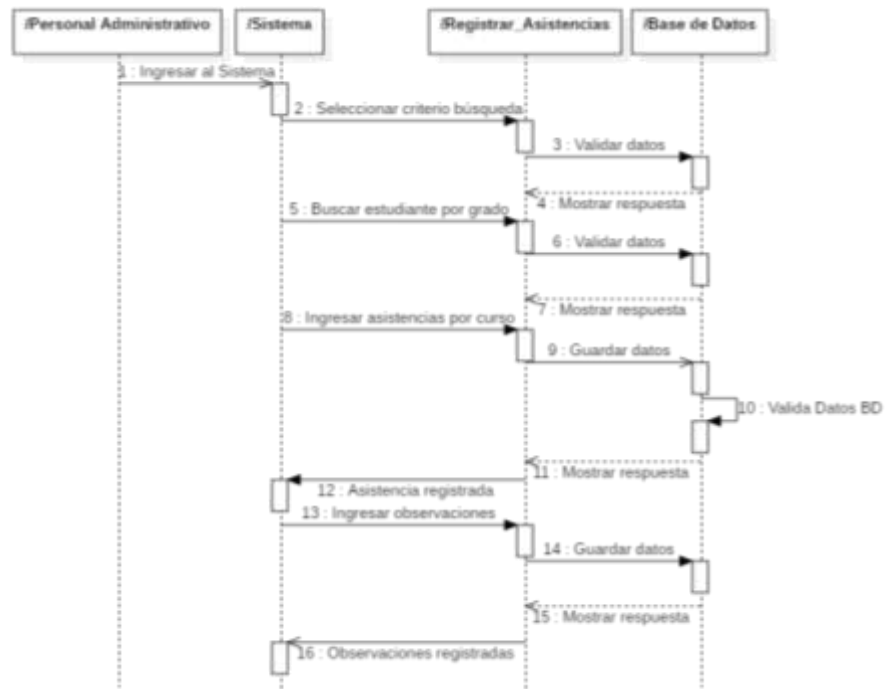 /Personal Administrativo
/Sistema
/Registrar_Asistencias
/Base de Datos
1 : Ingresar al Sistema
2 : Seleccionar criterio búsqueda
3 : Validar datos
4 : Mostrar respuesta
5 : Buscar estudiante por grado
6 : Validar datos
7 : Mostrar respuesta
8 : Ingresar asistencias por curso
9 : Guardar datos
10 : Valida Datos BD
11 : Mostrar respuesta
12 : Asistencia registrada
13 : Ingresar observaciones
14 : Guardar datos
15 : Mostrar respuesta
16 : Observaciones registradas